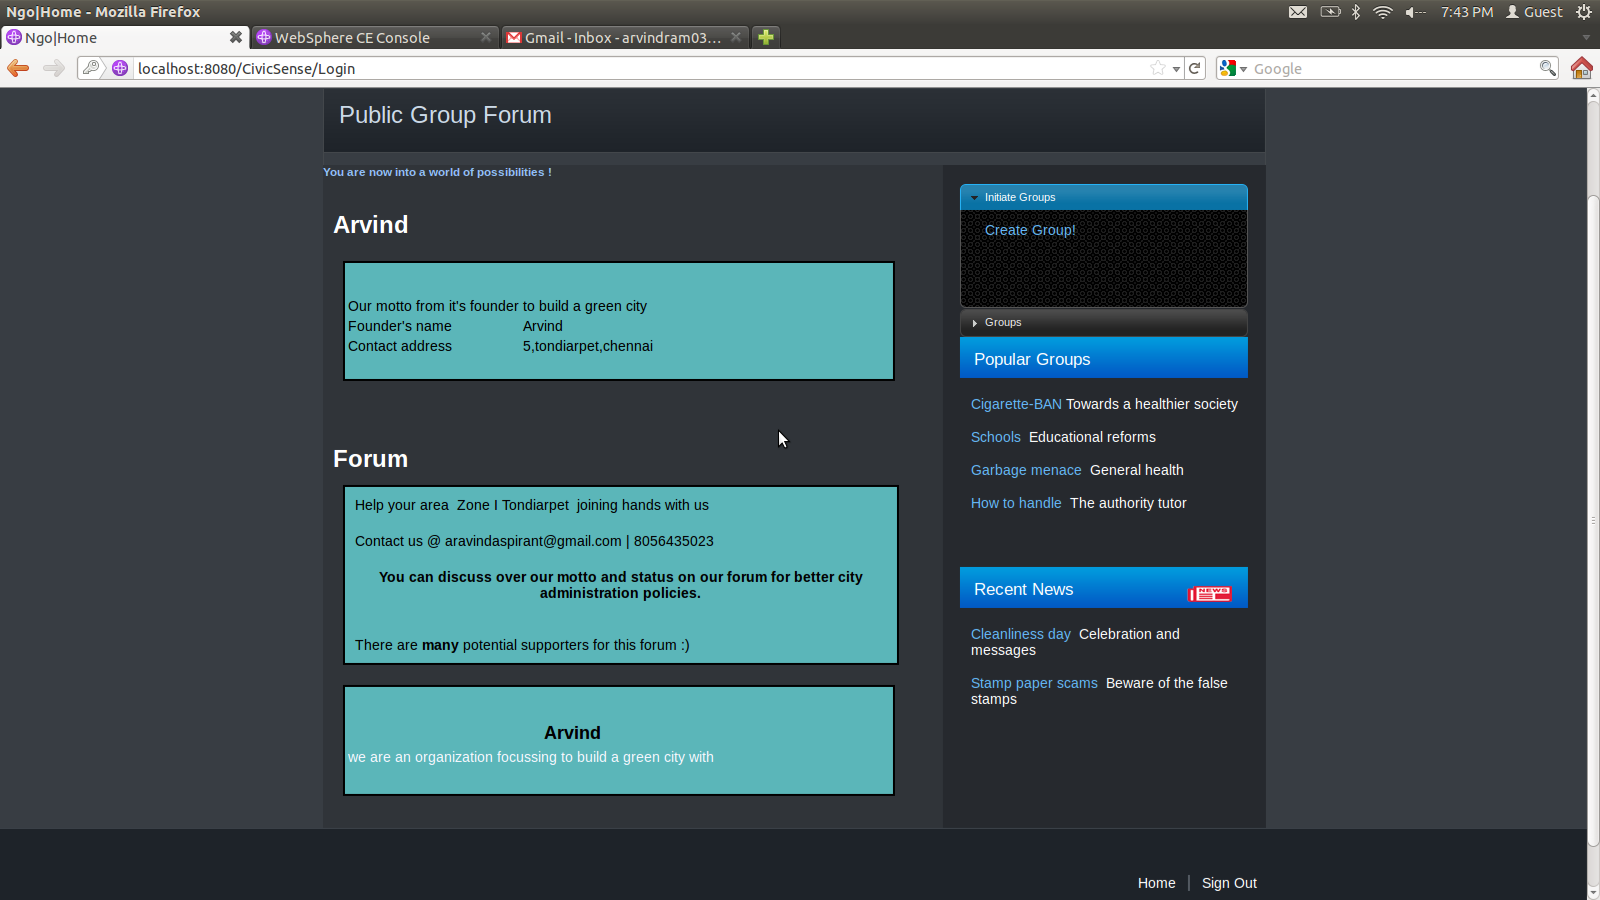 Ngo|Home - Mozilla Firefox
7:43 PM Guest
Ngo|Home
WebSphere CE Console
Gmail - Inbox - arvindram03...
localhost:8080/CivicSense/Login
Google
Public Group Forum
You are now into a world of possibilities !
Arvind
Our motto from it's founder to build a green city
Founder's name Arvind
Contact address 5,tondiarpet,chennai
Forum
Help your area Zone I Tondiarpet joining hands with us
Contact us @ aravindaspirant@gmail.com | 8056435023
You can discuss over our motto and status on our forum for better city
administration policies.
There are many potential supporters for this forum :)
Arvind
we are an organization focussing to build a green city with
Initiate Groups
Create Group!
Groups
Popular Groups
Cigarette-BAN Towards a healthier society
Schools Educational reforms
Garbage menace General health
How to handle The authority tutor
Recent News
NEWS
Cleanliness day Celebration and
messages
Stamp paper scams Beware of the false
stamps
Home | Sign Out